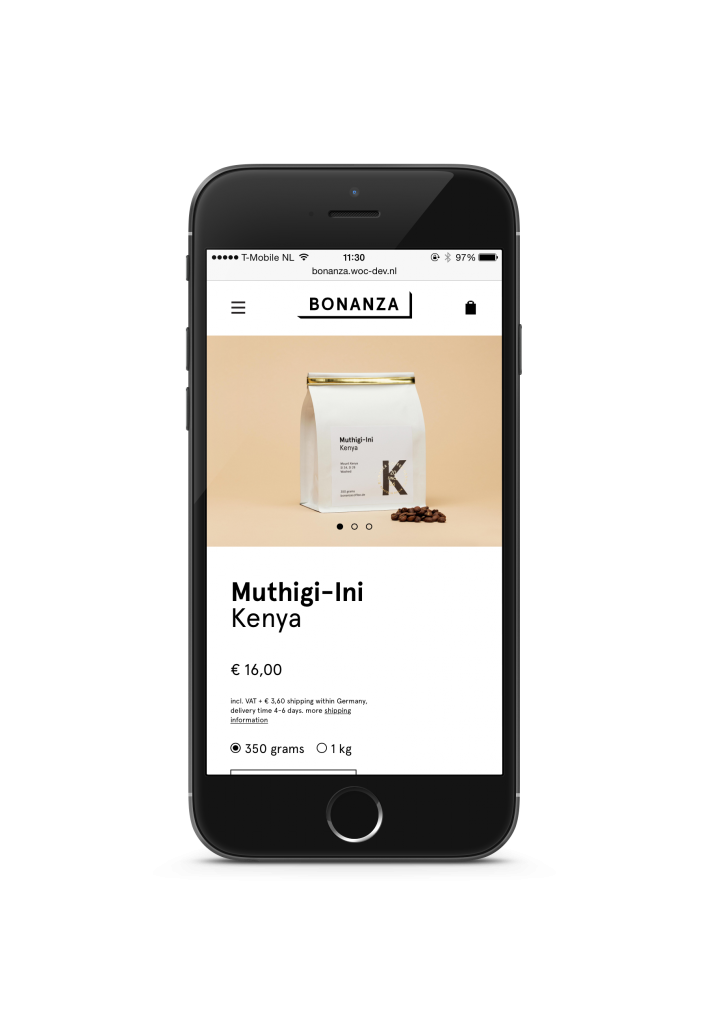 T-Mobile NL 11:30 97%
bonanza.woc-dev.nl
BONANZA
Muthigi-Ini
Kenya
K
Muthigi-Ini
Kenya
€ 16,00
incl. VAT + € 3,60 shipping within Germany,
delivery time 4-6 days. more shipping
information
350 grams 1 kg